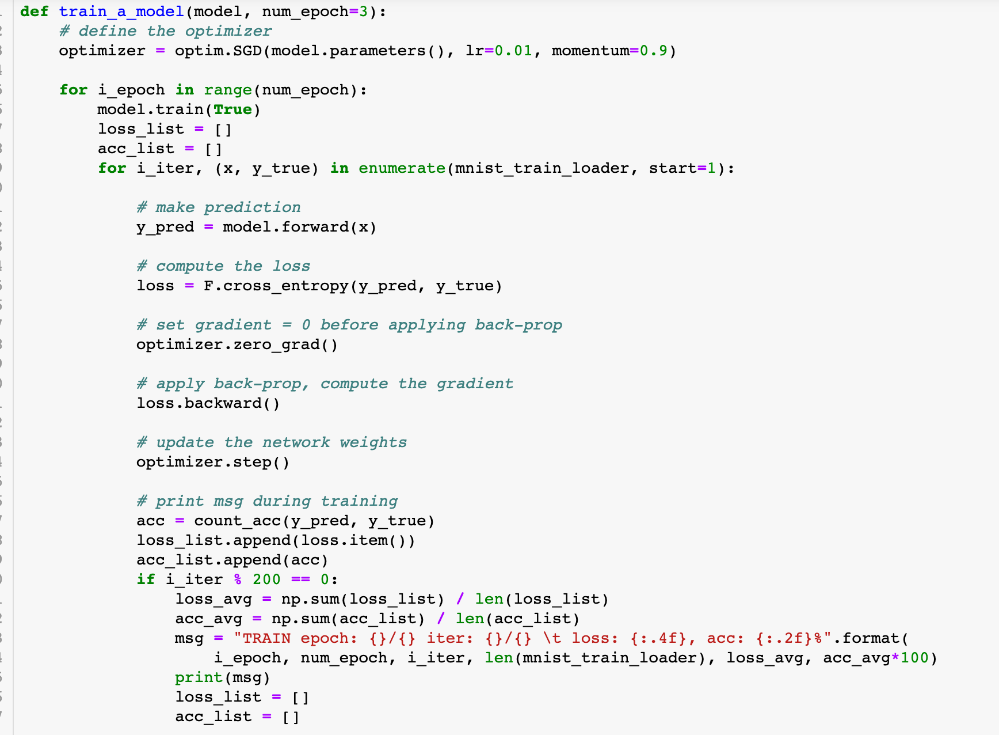 def train_a_model(model, num_epoch=3):
    # define the optimizer
    optimizer = optim.SGD(model.parameters(), lr=0.01, momentum=0.9)
    for i_epoch in range(num_epoch):
        model.train(True)
        loss_list = []
        acc_list = []
        for i_iter, (x, y_true) in enumerate(mnist_train_loader, start=1):
            # make prediction
            y_pred = model.forward(x)
            # compute the loss
            loss = F.cross_entropy(y_pred, y_true)
            # set gradient = 0 before applying back-prop
            optimizer.zero_grad()
            # apply back-prop, compute the gradient
            loss.backward()
            # update the network weights
            optimizer.step()
            # print msg during training
            acc = count_acc(y_pred, y_true)
            loss_list.append(loss.item())
            acc_list.append(acc)
            if i_iter % 200 == 0:
                loss_avg = np.sum(loss_list) / len(loss_list)
                acc_avg = np.sum(acc_list) / len(acc_list)
                msg = "TRAIN epoch: {}/{} iter: {}/{} \t loss: {:.4f}, acc: {:.2f}%".format(
                    i_epoch, num_epoch, i_iter, len(mnist_train_loader), loss_avg, acc_avg*100)
                print(msg)
                loss_list = []
                acc_list = []